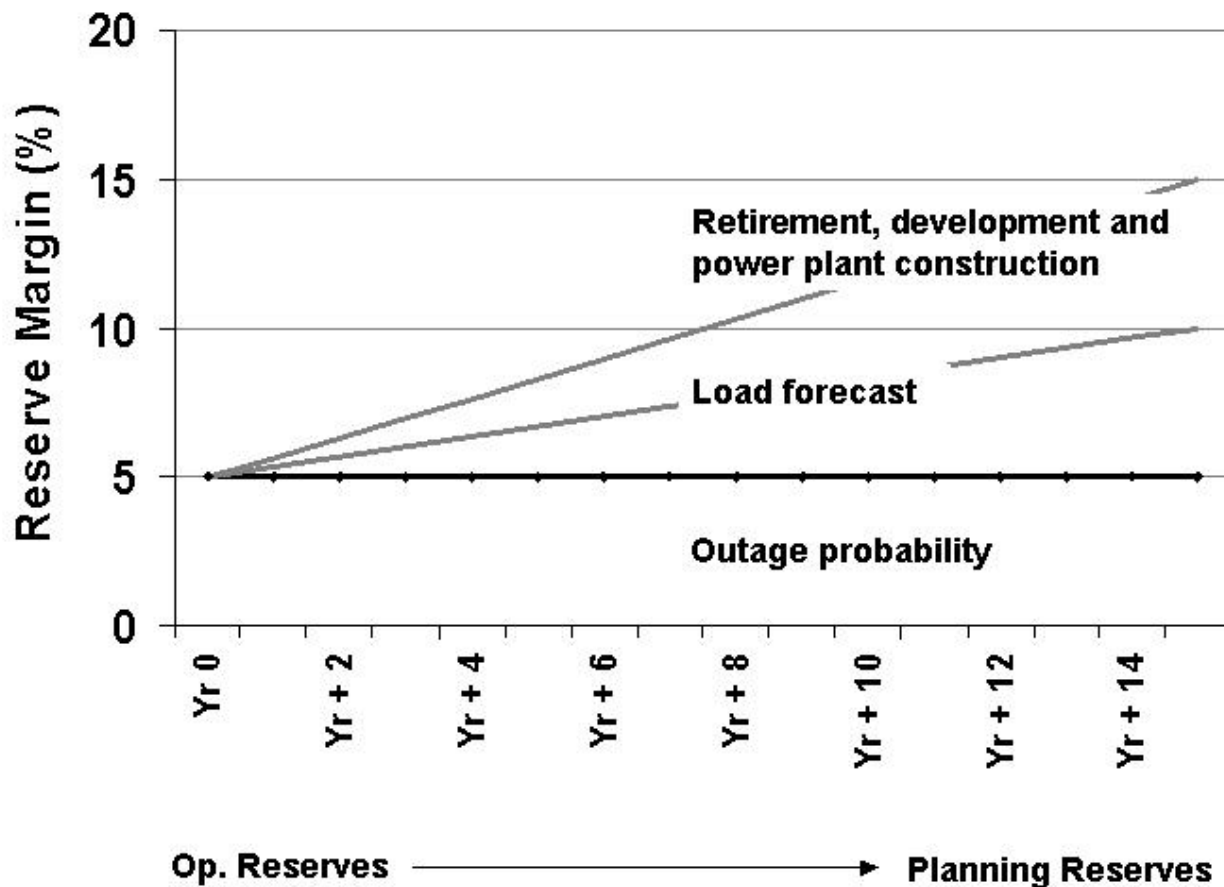 20
15
10
5
0
Reserve Margin (%)
Retirement, development and
power plant construction
Load forecast
Outage probability
Yr 0
Yr + 2
Yr + 4
Yr + 6
Yr + 8
Yr + 10
Yr + 12
Yr + 14
Op. Reserves
Planning Reserves